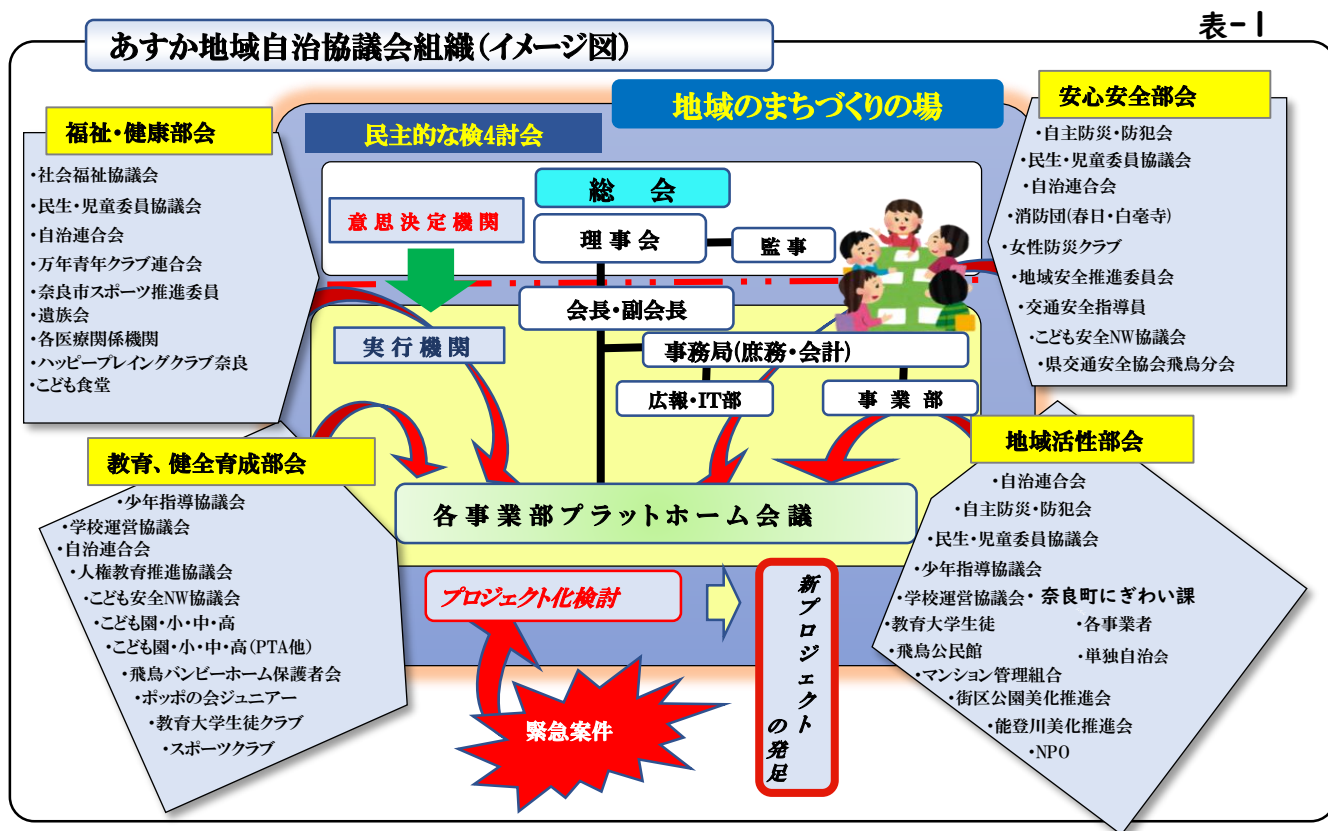 表-1
あすか地域自治協議会組織(イメージ図)
地域のまちづくりの場
民主的な検4討会
総 会
意思決定機関
理事会
監事
会長・副会長
実行機関
事務局(庶務・会計)
広報・IT部
事業部
各事業部プラットホーム会議
プロジェクト化検討
新プロジェクト
の発足
緊急案件
福祉・健康部会
・社会福祉協議会
・民生・児童委員協議会
・自治連合会
・万年青年クラブ連合会
・奈良市スポーツ推進委員
・遺族会
・各医療関係機関
・ハッピープレイングクラブ奈良
・こども食堂
安心安全部会
・自主防災・防犯会
・民生・児童委員協議会
・自治連合会
・消防団(春日・白毫寺)
・女性防災クラブ
・地域安全推進委員会
・交通安全指導員
・こども安全NW協議会
・県交通安全協会飛鳥分会
教育、健全育成部会
・少年指導協議会
・学校運営協議会
・自治連合会
・人権教育推進協議会
・こども安全NW協議会
・こども園・小・中・高
・こども園・小・中・高(PTA他)
・飛鳥バンビーホーム保護者会
・ポッポの会ジュニアー
・教育大学生徒クラブ
・スポーツクラブ
地域活性部会
・自治連合会
・自主防災・防犯会
・民生・児童委員協議会
・少年指導協議会
・学校運営協議会・奈良町にぎわい課
・教育大学生徒 ・各事業者
・飛鳥公民館 ・単独自治会
・マンション管理組合
・街区公園美化推進会
・能登川美化推進会
・NPO